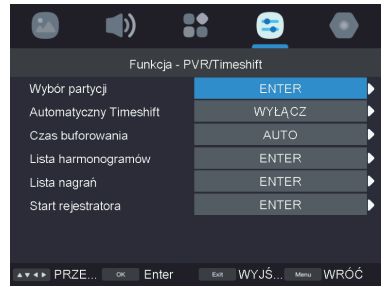 Funkcja - PVR/Timeshift
Wybór partycji ENTER
Automatyczny Timeshift WYŁĄCZ
Czas buforowania AUTO
Lista harmonogramów ENTER
Lista nagrań ENTER
Start rejestratora ENTER
PRZE... OK Enter Exit WYJŚ... Menu WRÓĆ